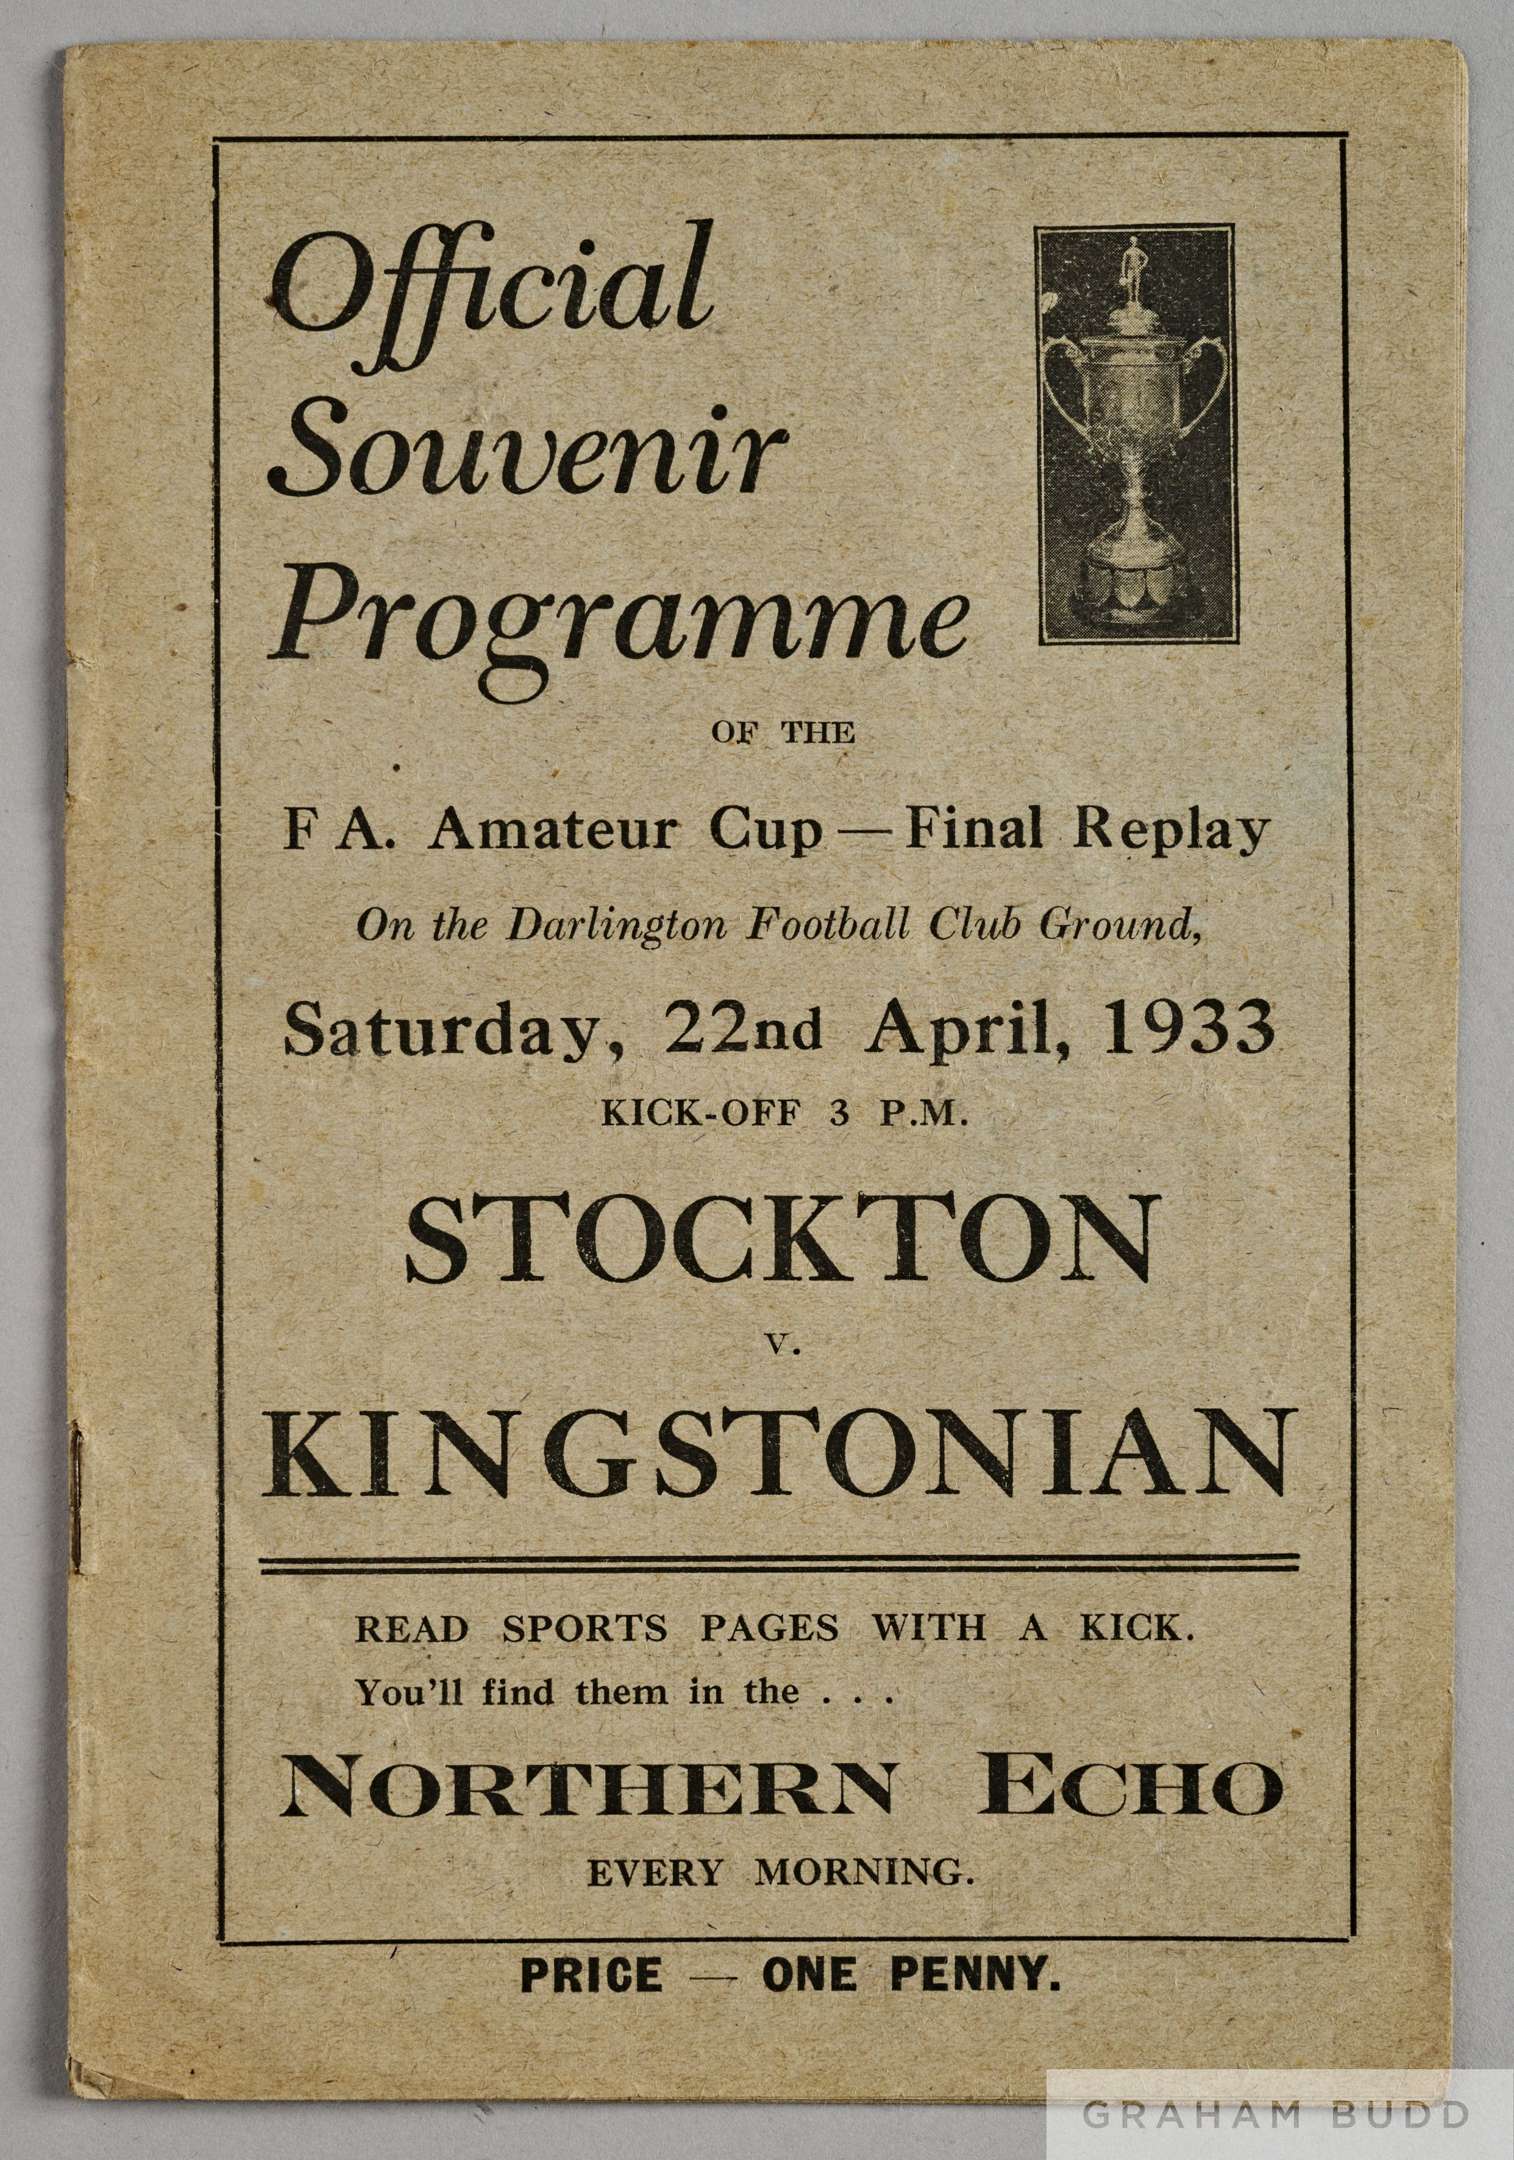 Official
Souvenir
Programme
OF THE
F A. Amateur Cup — Final Replay
On the Darlington Football Club Ground,
Saturday, 22nd April, 1933
KICK-OFF 3 P.M.
STOCKTON
v.
KINGSTONIAN
READ SPORTS PAGES WITH A KICK.
You'll find them in the . . .
NORTHERN ECHO
EVERY MORNING.
PRICE — ONE PENNY.
GRAHAM BUDD